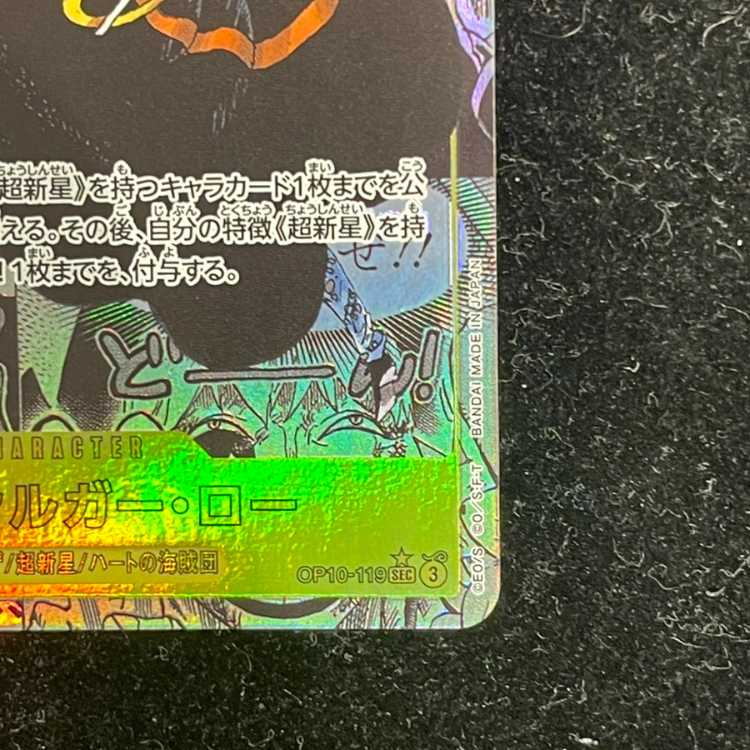 超新星》を持つキャラカード1枚までを公
える。その後、自分の特徴《超新星》を持
1枚までを、付与する。
せ!!
どーーん!
CHARACTER
ルガー・ロー
/超新星/ハートの海賊団
OP10-119 SEC 3
©E.O/S. ©O/S.F.T BANDAI MADE IN JAPAN